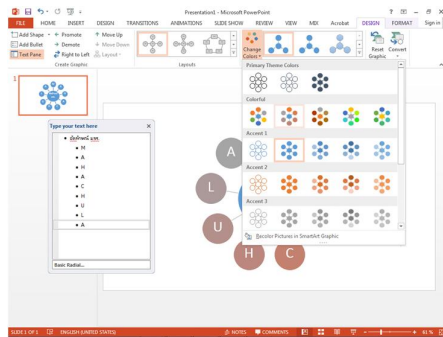 Presentation1 - Microsoft PowerPoint
FILE HOME INSERT DESIGN TRANSITIONS ANIMATIONS SLIDE SHOW REVIEW VIEW MIX Acrobat DESIGN FORMAT Sign in
Add Shape Promote Move Up
Add Bullet Demote Move Down
Text Pane Right to Left Layout
Create Graphic
Layouts
Change Colors
Reset Graphic
Convert
Primary Theme Colors
Colorful
Accent 1
Accent 2
Accent 3
Recolor Pictures in SmartArt Graphic
1
Type your text here
M
A
H
A
C
H
U
L
A
Basic Radial...
A
L
U
H
C
SLIDE 1 OF 1 ENGLISH (UNITED STATES) NOTES COMMENTS 61 %